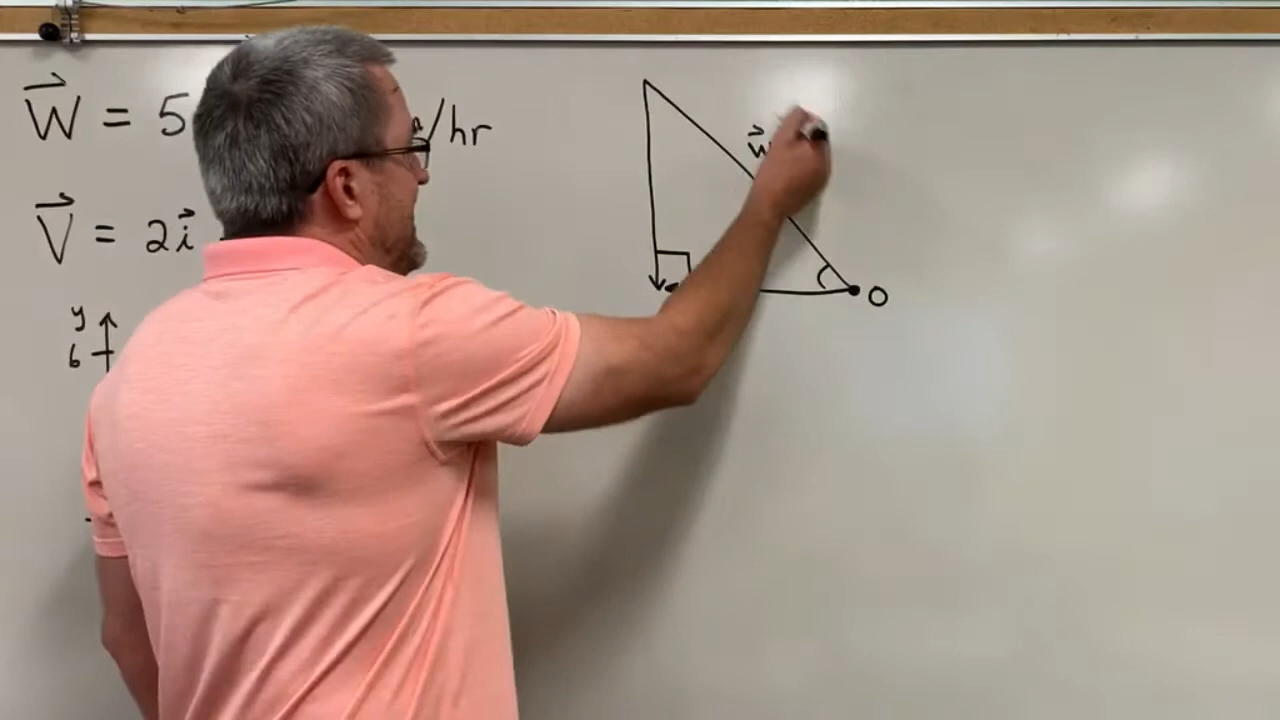 W⃗ = 5 /hr
V⃗ = 2i⃗
y
6
w⃗
O